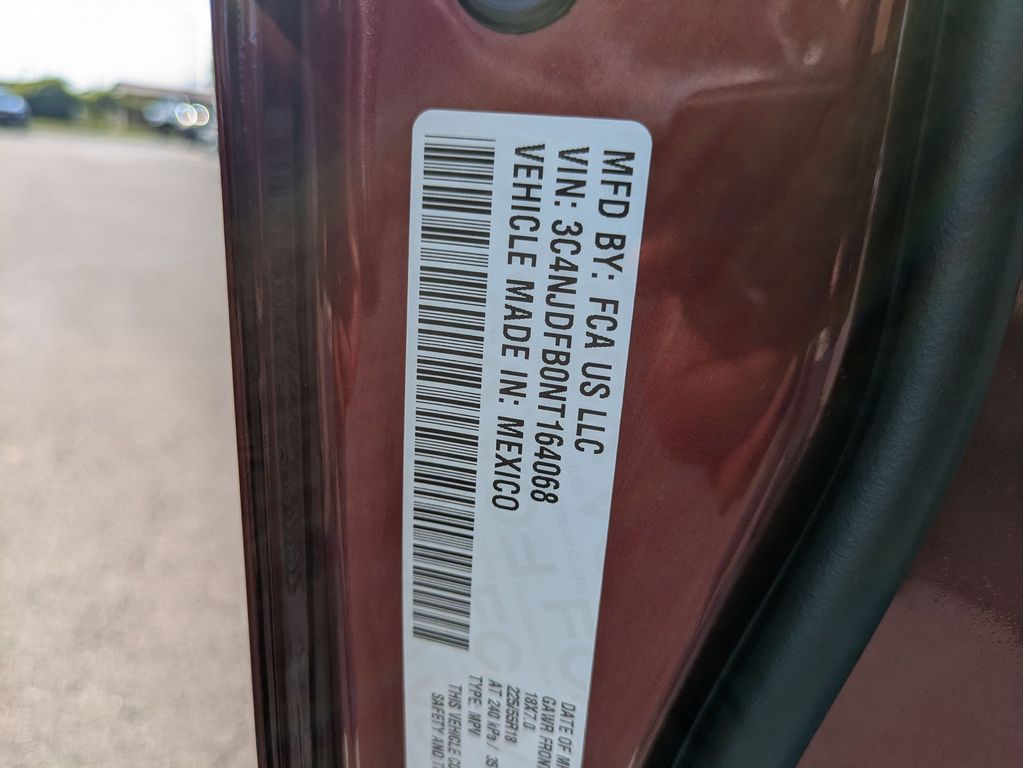 MFD BY: FCA US LLC
VIN: 3C4NJDFB0NT164068
VEHICLE MADE IN: MEXICO
DATE OF
GAWR FRONT
18X7.0
225/55R18
AT 240 kPa / 35
TYPE: MPV
THIS VEHICLE
SAFETY AND